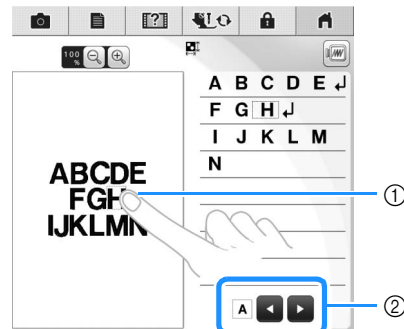 100 %
A B C D E ↵
F G H ↵
I J K L M
N
ABCDE
FGH
IJKLMN
A
①
②